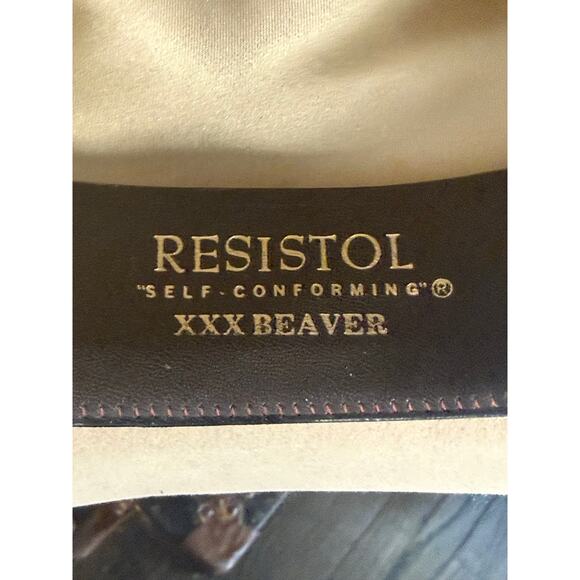 RESISTOL
"SELF-CONFORMING"®
XXX BEAVER